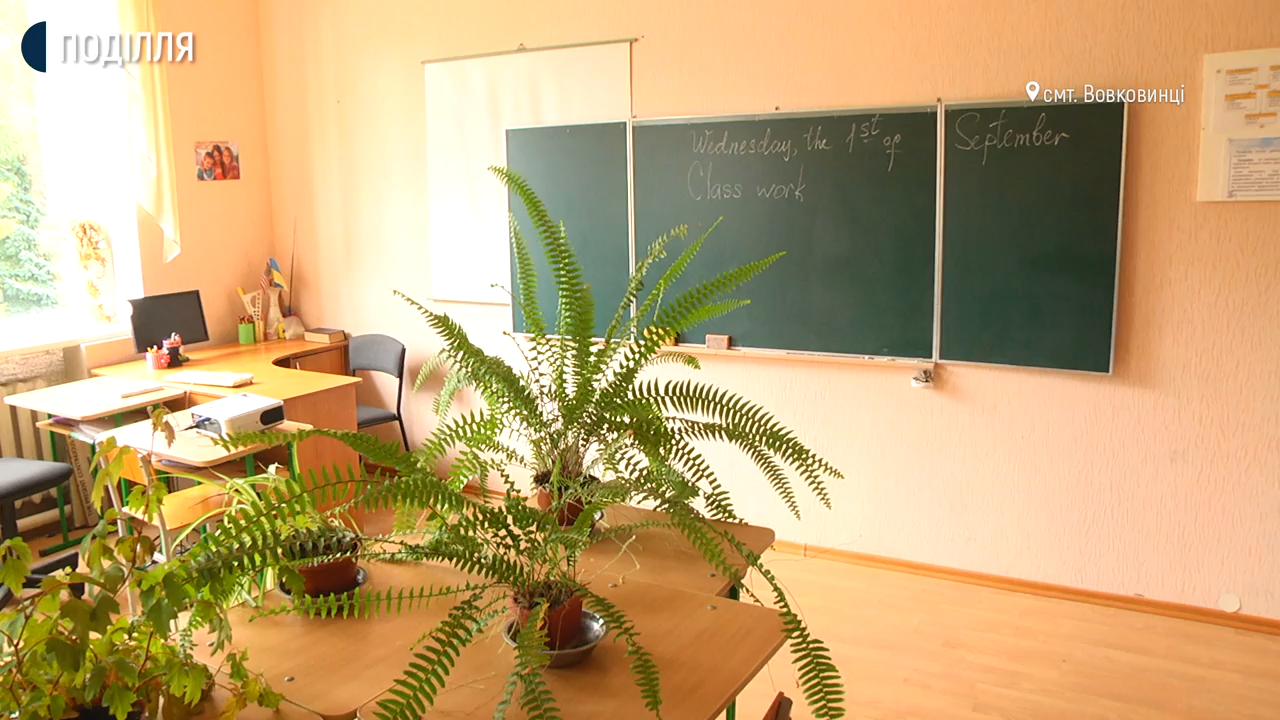 ПОДІЛЛЯ
смт. Вовковинці
Wednesday, the 1st of September
Class work